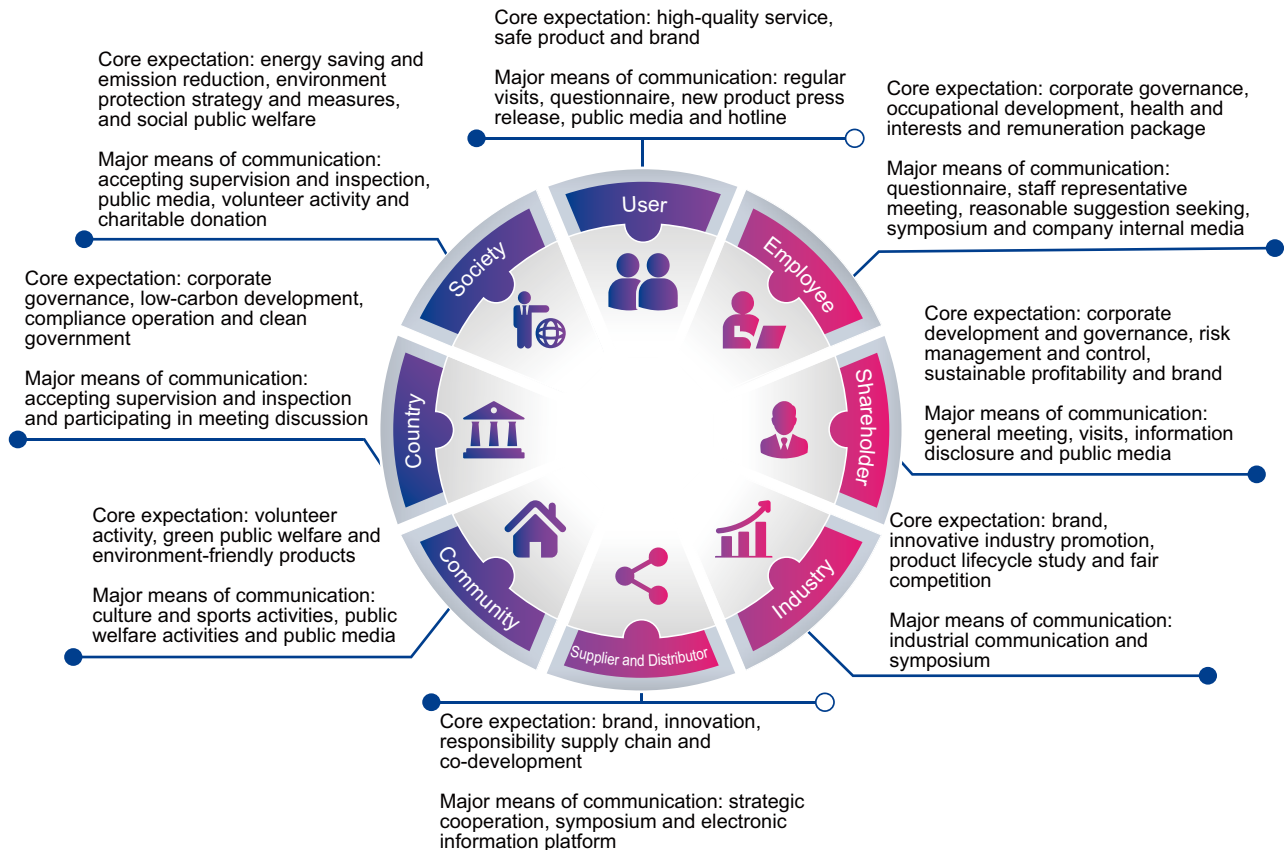 Core expectation: high-quality service,
safe product and brand
Major means of communication: regular
visits, questionnaire, new product press
release, public media and hotline
Core expectation: energy saving and
emission reduction, environment
protection strategy and measures,
and social public welfare
Major means of communication:
accepting supervision and inspection,
public media, volunteer activity and
charitable donation
Core expectation: corporate governance,
occupational development, health and
interests and remuneration package
Major means of communication:
questionnaire, staff representative
meeting, reasonable suggestion seeking,
symposium and company internal media
User
Society
Employee
Core expectation: corporate
governance, low-carbon development,
compliance operation and clean
government
Major means of communication:
accepting supervision and inspection
and participating in meeting discussion
Core expectation: corporate
development and governance, risk
management and control,
sustainable profitability and brand
Major means of communication:
general meeting, visits, information
disclosure and public media
Country
Shareholder
Core expectation: volunteer
activity, green public welfare and
environment-friendly products
Major means of communication:
culture and sports activities, public
welfare activities and public media
Core expectation: brand,
innovative industry promotion,
product lifecycle study and fair
competition
Major means of communication:
industrial communication and
symposium
Community
Industry
Supplier and Distributor
Core expectation: brand, innovation,
responsibility supply chain and
co-development
Major means of communication: strategic
cooperation, symposium and electronic
information platform